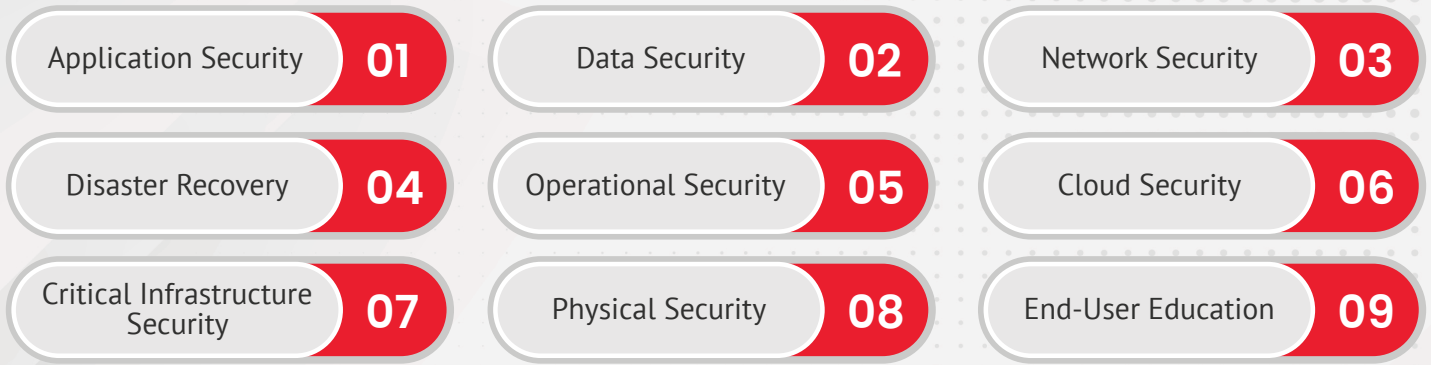 Application Security 01
Data Security 02
Network Security 03
Disaster Recovery 04
Operational Security 05
Cloud Security 06
Critical Infrastructure
Security 07
Physical Security 08
End-User Education 09